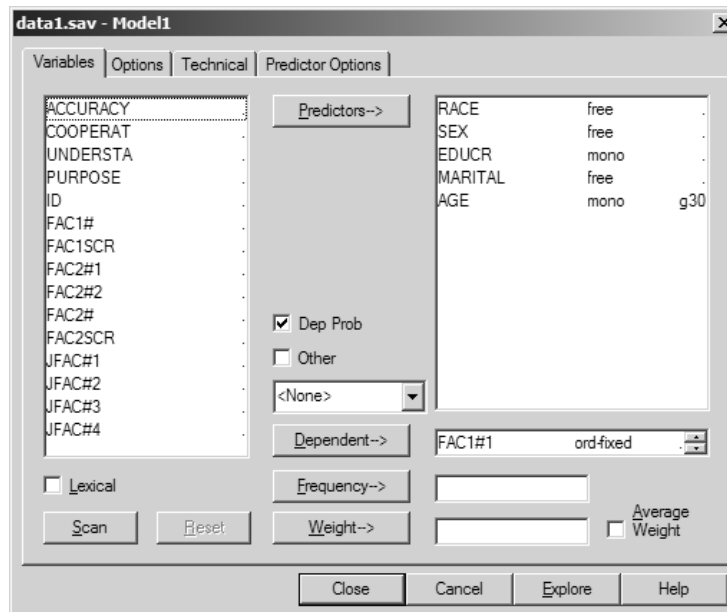 data1.sav - Model1
Variables Options Technical Predictor Options
ACCURACY .
COOPERAT .
UNDERSTA .
PURPOSE .
ID .
FAC1# .
FAC1SCR .
FAC2#1 .
FAC2#2 .
FAC2# .
FAC2SCR .
JFAC#1 .
JFAC#2 .
JFAC#3 .
JFAC#4 .
Lexical
Scan Reset
Predictors-->
Dep Prob
Other
<None>
Dependent-->
Frequency-->
Weight-->
RACE free .
SEX free .
EDUCR mono .
MARITAL free .
AGE mono g30
FAC1#1 ord-fixed .
Average
Weight
Close Cancel Explore Help